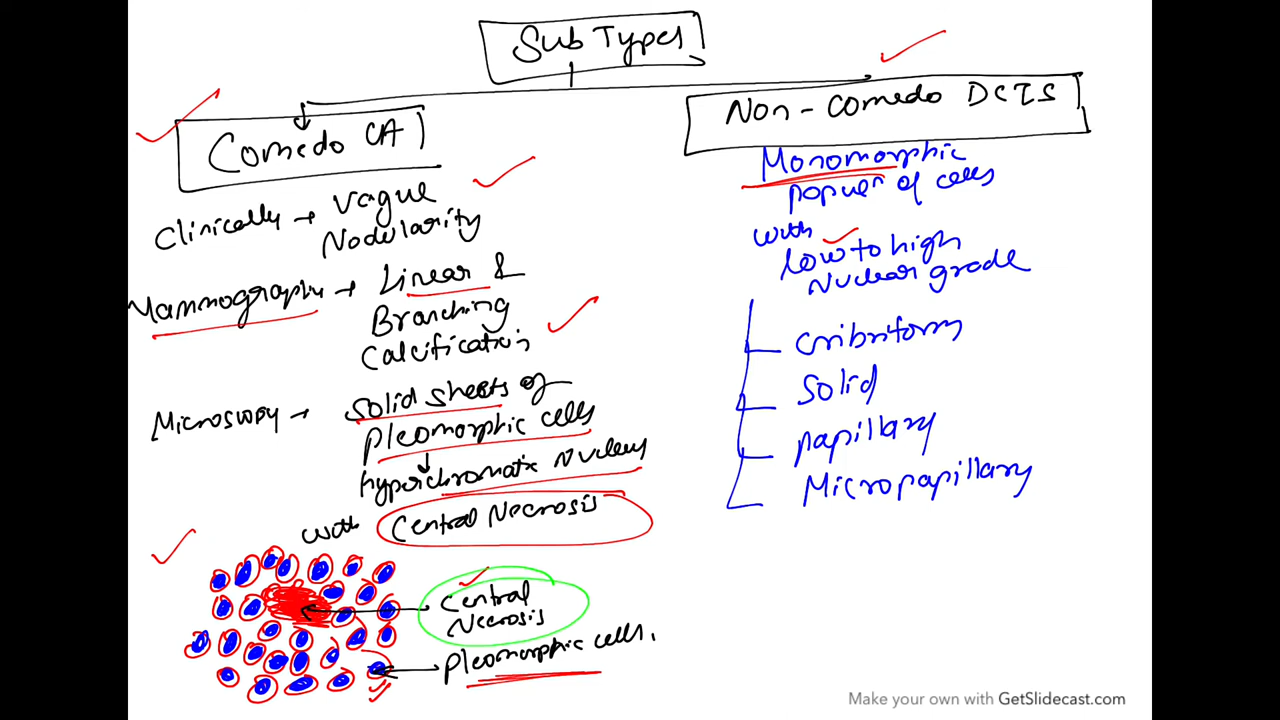 Sub Types
Comedo CA
Clinically → Vague
Nodularity
Mammography → Linear &
Branching
Calcification
Microscopy → Solid sheets of
pleomorphic cells
hyperchromatic Nucleus
with Central Necrosis
Central
Necrosis
pleomorphic cells.
Non-Comedo DCIS
Monomorphic
of cells
with
low to high
Nuclear grade
Cribriform
Solid
papillary
Micropapillary
Make your own with GetSlidecast.com